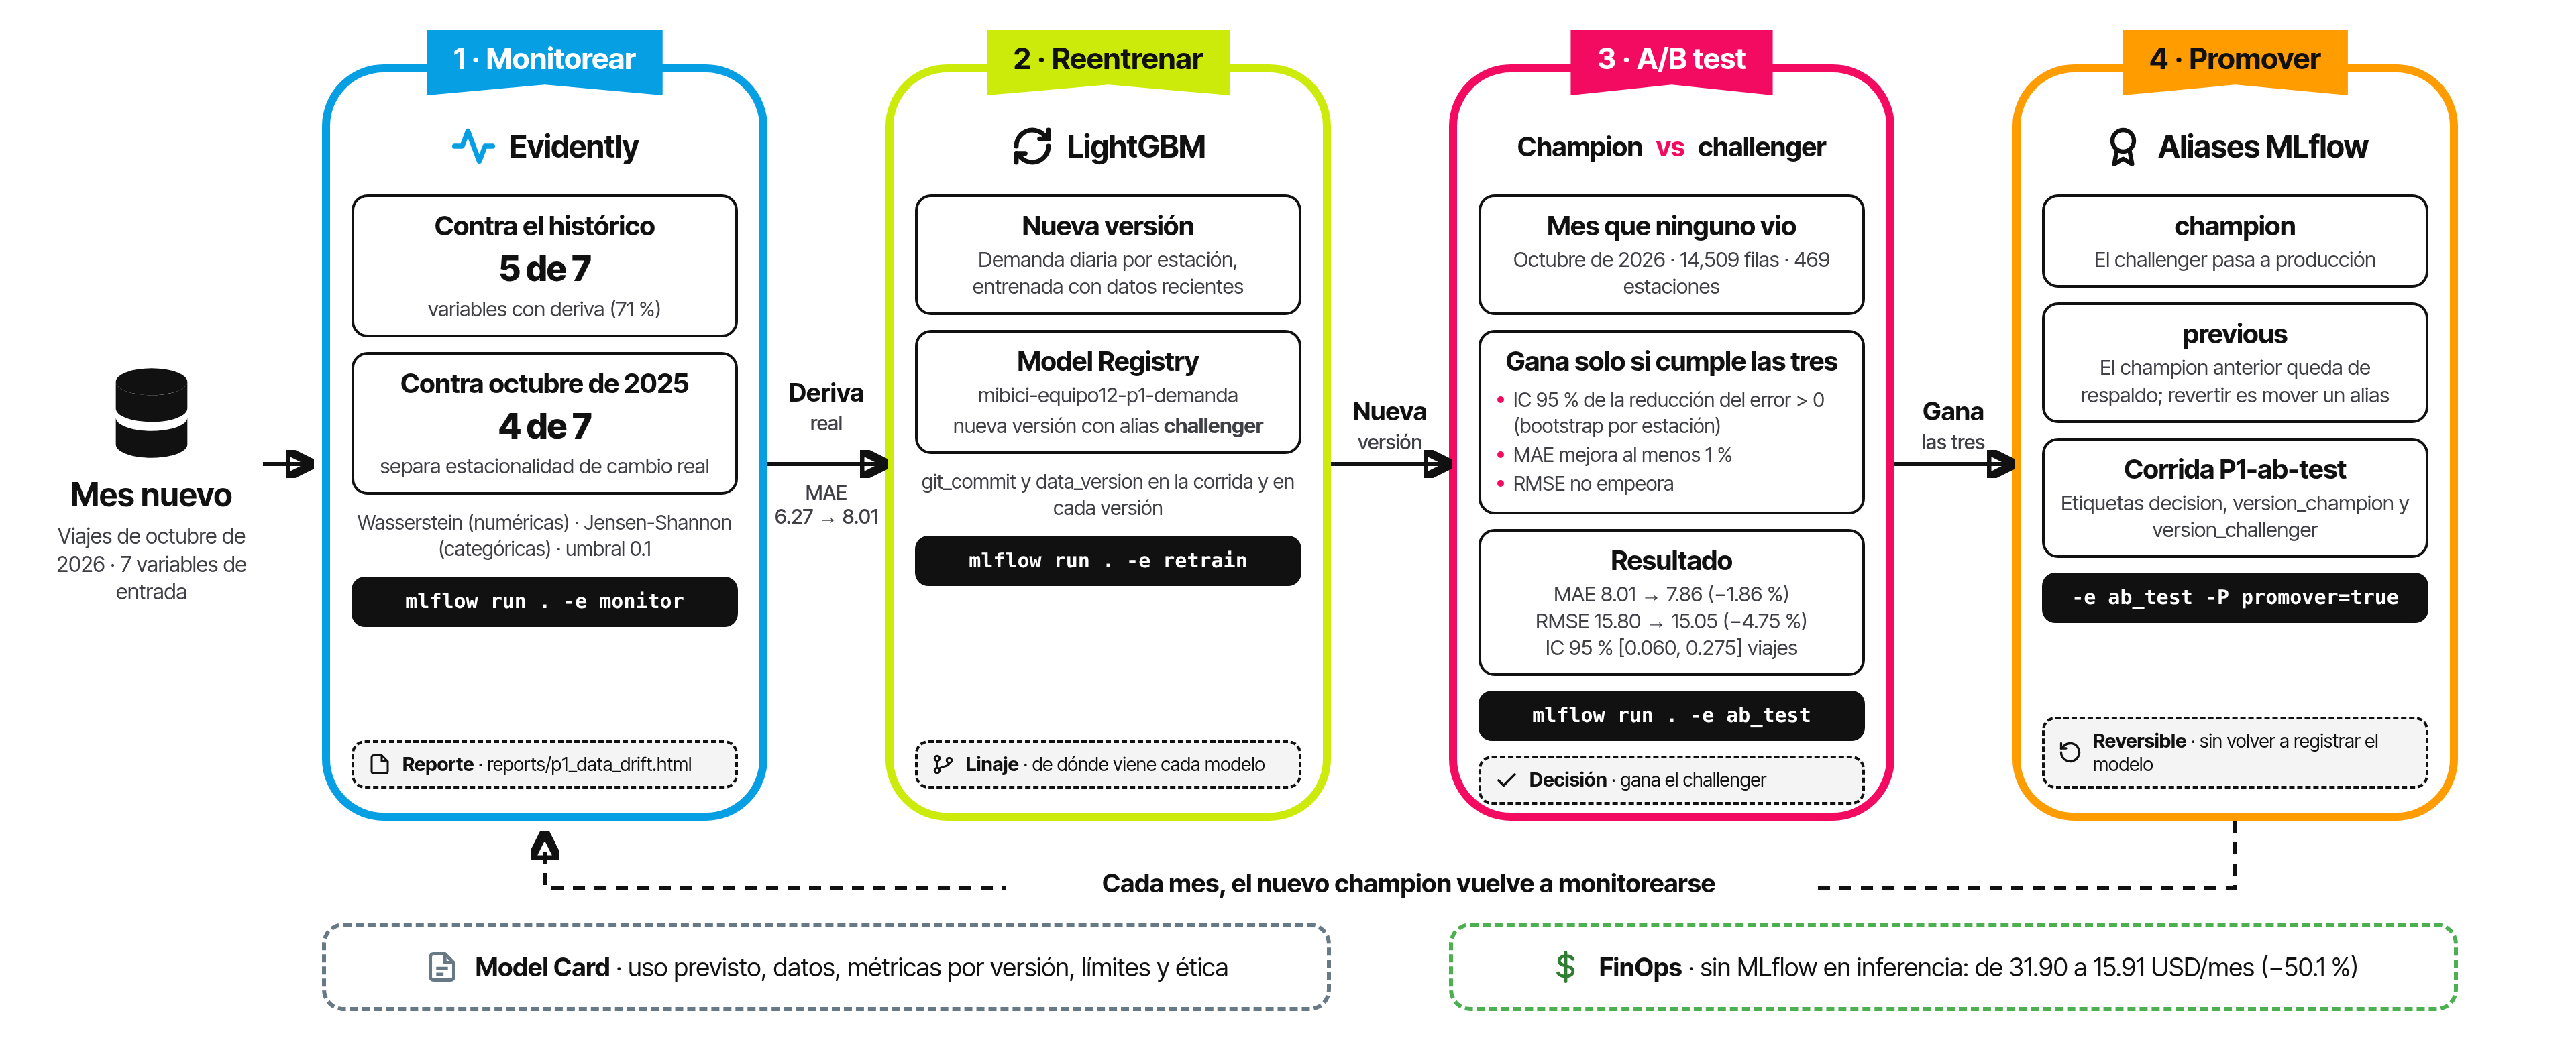 Mes nuevo
Viajes de octubre de
2026 · 7 variables de
entrada
1 · Monitorear
Evidently
Contra el histórico
5 de 7
variables con deriva (71 %)
Contra octubre de 2025
4 de 7
separa estacionalidad de cambio real
Wasserstein (numéricas) · Jensen-Shannon
(categóricas) · umbral 0.1
mlflow run . -e monitor
Reporte · reports/p1_data_drift.html
Deriva
real
MAE
6.27 → 8.01
2 · Reentrenar
LightGBM
Nueva versión
Demanda diaria por estación,
entrenada con datos recientes
Model Registry
mibici-equipo12-p1-demanda
nueva versión con alias challenger
git_commit y data_version en la corrida y en
cada versión
mlflow run . -e retrain
Linaje · de dónde viene cada modelo
Nueva
versión
3 · A/B test
Champion vs challenger
Mes que ninguno vio
Octubre de 2026 · 14,509 filas · 469
estaciones
Gana solo si cumple las tres
• IC 95 % de la reducción del error > 0
(bootstrap por estación)
• MAE mejora al menos 1 %
• RMSE no empeora
Resultado
MAE 8.01 → 7.86 (−1.86 %)
RMSE 15.80 → 15.05 (−4.75 %)
IC 95 % [0.060, 0.275] viajes
mlflow run . -e ab_test
Decisión · gana el challenger
Gana
las tres
4 · Promover
Aliases MLflow
champion
El challenger pasa a producción
previous
El champion anterior queda de
respaldo; revertir es mover un alias
Corrida P1-ab-test
Etiquetas decision, version_champion y
version_challenger
-e ab_test -P promover=true
Reversible · sin volver a registrar el
modelo
Cada mes, el nuevo champion vuelve a monitorearse
Model Card · uso previsto, datos, métricas por versión, límites y ética
FinOps · sin MLflow en inferencia: de 31.90 a 15.91 USD/mes (−50.1 %)